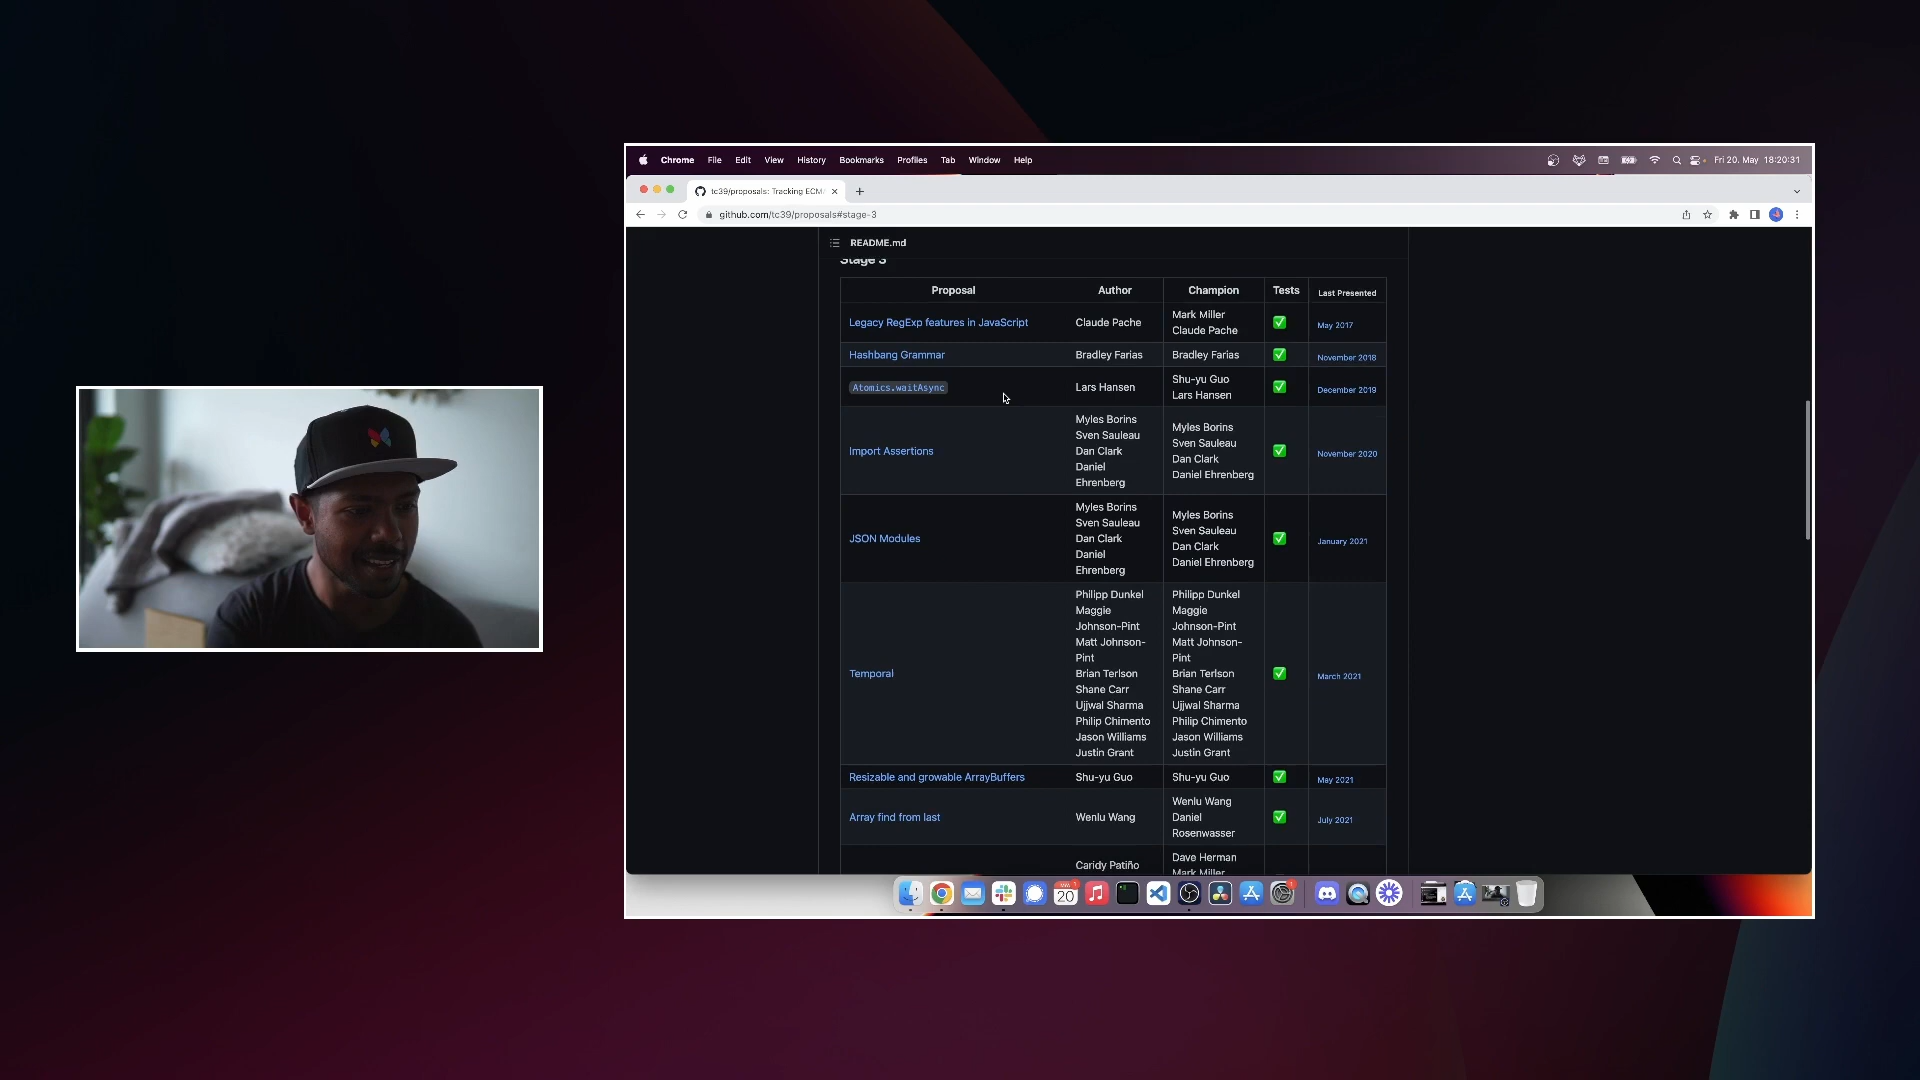 Chrome File Edit View History Bookmarks Profiles Tab Window Help
Fri 20. May 18:20:31
tc39/proposals: Tracking ECM
github.com/tc39/proposals#stage-3
README.md
Stage 3
Proposal Author Champion Tests Last Presented
Legacy RegExp features in JavaScript
Claude Pache
Mark Miller
Claude Pache
May 2017
Hashbang Grammar
Bradley Farias
Bradley Farias
November 2018
Atomics.waitAsync
Lars Hansen
Shu-yu Guo
Lars Hansen
December 2019
Import Assertions
Myles Borins
Sven Sauleau
Dan Clark
Daniel
Ehrenberg
Myles Borins
Sven Sauleau
Dan Clark
Daniel Ehrenberg
November 2020
JSON Modules
Myles Borins
Sven Sauleau
Dan Clark
Daniel
Ehrenberg
Myles Borins
Sven Sauleau
Dan Clark
Daniel Ehrenberg
January 2021
Temporal
Philipp Dunkel
Maggie
Johnson-Pint
Matt Johnson-
Pint
Brian Terlson
Shane Carr
Ujjwal Sharma
Philip Chimento
Jason Williams
Justin Grant
Philipp Dunkel
Maggie
Johnson-Pint
Matt Johnson-
Pint
Brian Terlson
Shane Carr
Ujjwal Sharma
Philip Chimento
Jason Williams
Justin Grant
March 2021
Resizable and growable ArrayBuffers
Shu-yu Guo
Shu-yu Guo
May 2021
Array find from last
Wenlu Wang
Wenlu Wang
Daniel
Rosenwasser
July 2021
Caridy Patiño
Dave Herman
Mark Miller
20